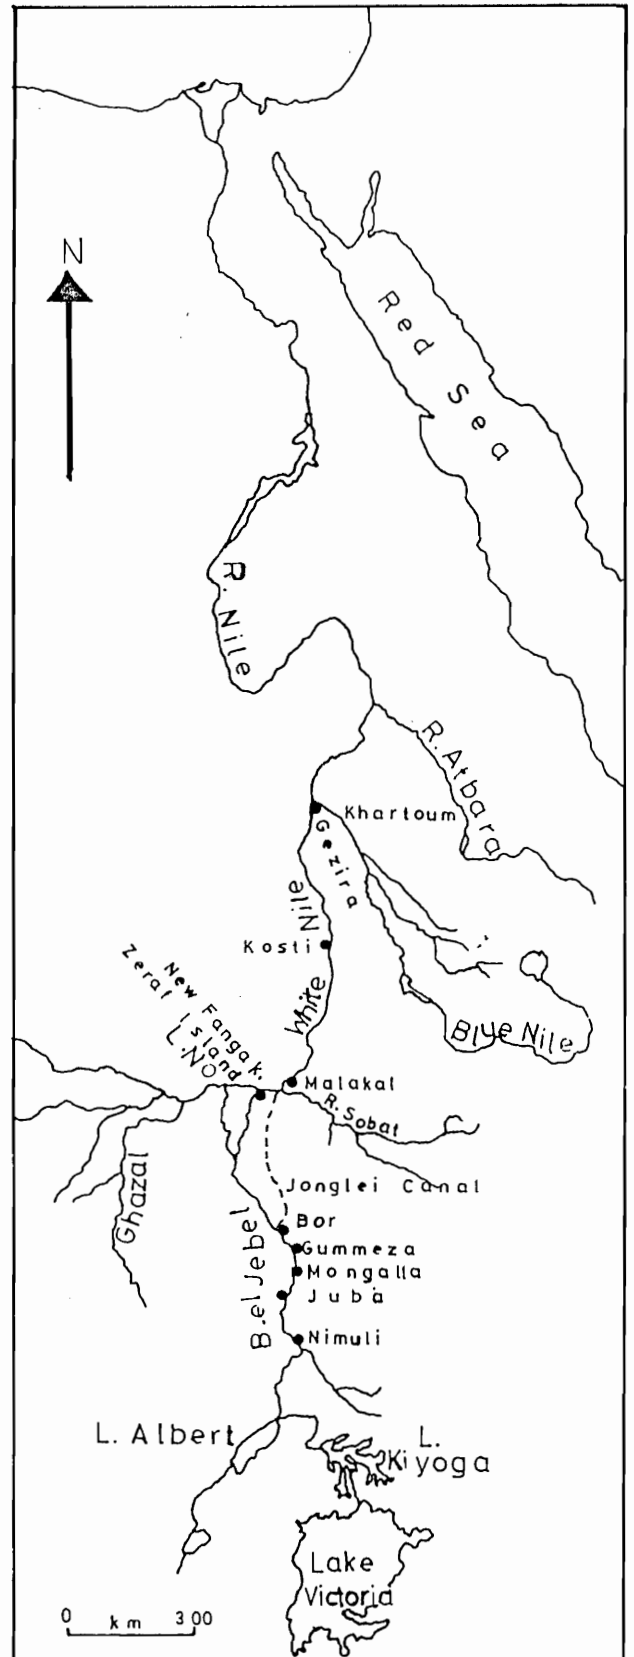 N
Red Sea
R. Nile
R. Atbara
Khartoum
Gezira
White Nile
Kosti
Blue Nile
New Fangak.
Zeraf Island
L.NO
Malakal
R. Sobat
Ghazal
Jonglei Canal
Bor
Gummeza
Mongalla
Juba
B.el Jebel
Nimuli
L. Albert
L.
Kiyoga
Lake
Victoria
0 km 300